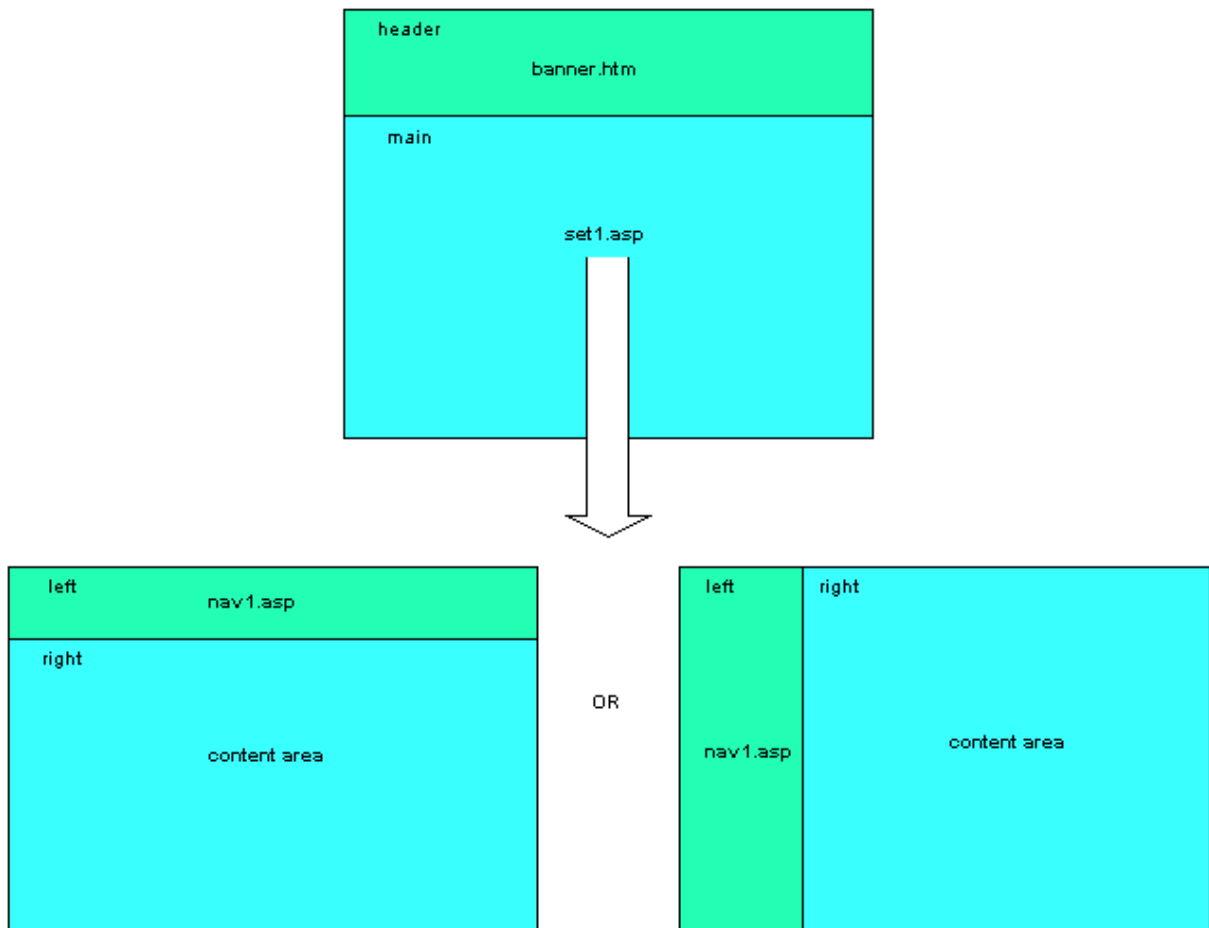 header
banner.htm
main
set1.asp
left
nav1.asp
right
content area
OR
left
right
nav1.asp
content area